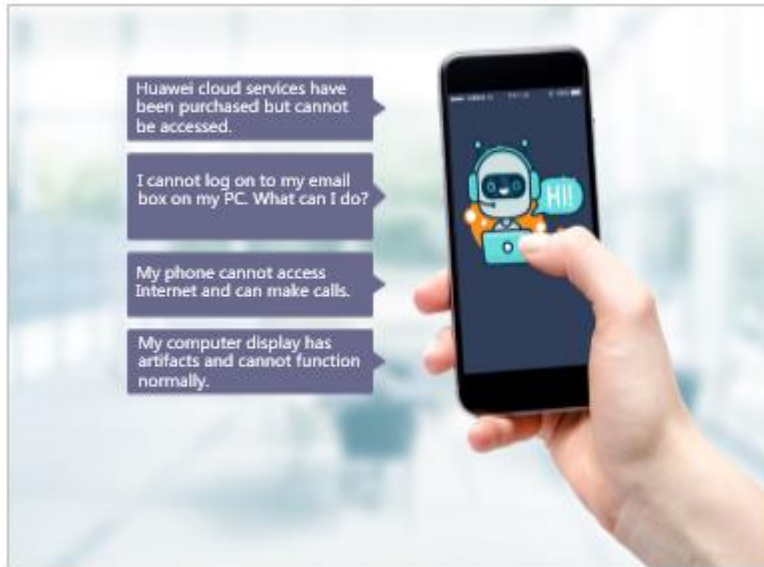 Huawei cloud services have
been purchased but cannot
be accessed.
I cannot log on to my email
box on my PC. What can I do?
My phone cannot access
Internet and can make calls.
My computer display has
artifacts and cannot function
normally.
HI!